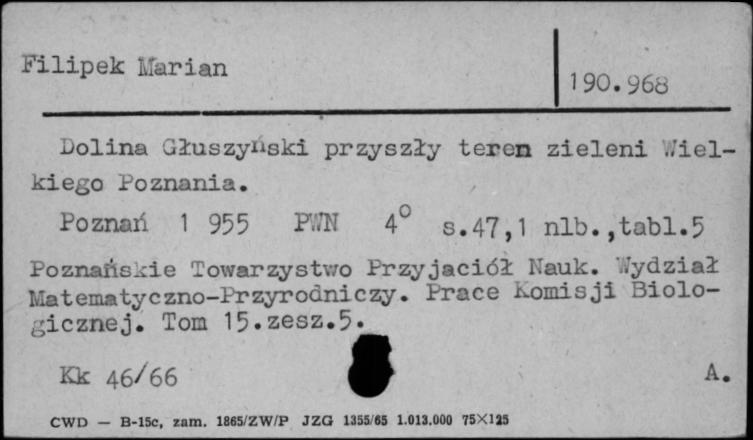 Filipek Marian
190.968
Dolina Głuszyński przyszły teren zieleni Wiel-
kiego Poznania.
Poznań 1 955 PWN 4° s.47,1 nlb.,tabl.5
Poznańskie Towarzystwo Przyjaciół Nauk. Wydział
Matematyczno-Przyrodniczy. Prace Komisji Biolo-
gicznej. Tom 15.zesz.5.
Kk 46/66 A.
CWD — B-15c, zam. 1865/ZW/P JZG 1355/65 1.013.000 75×125